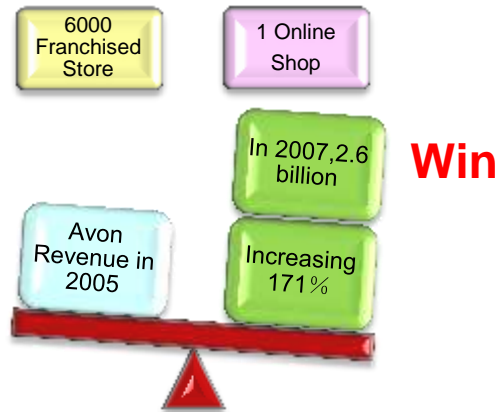 6000
Franchised
Store
1 Online
Shop
In 2007,2.6
billion
Win
Avon
Revenue in
2005
Increasing
171%